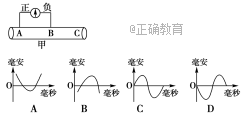 正 负
A B C
甲
@正确教育
毫安 毫安 毫安 毫安
O 毫秒 O 毫秒 O 毫秒 O 毫秒
A B C D